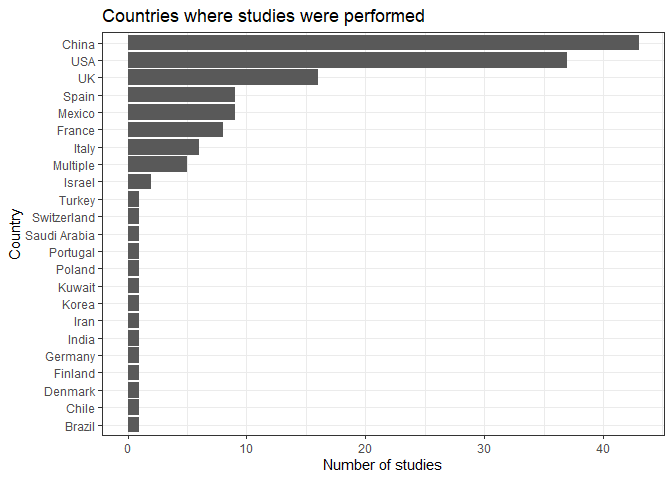 Countries where studies were performed
China
USA
UK
Spain
Mexico
France
Italy
Multiple
Israel
Turkey
Switzerland
Saudi Arabia
Portugal
Poland
Kuwait
Korea
Iran
India
Germany
Finland
Denmark
Chile
Brazil
Country
0 10 20 30 40
Number of studies